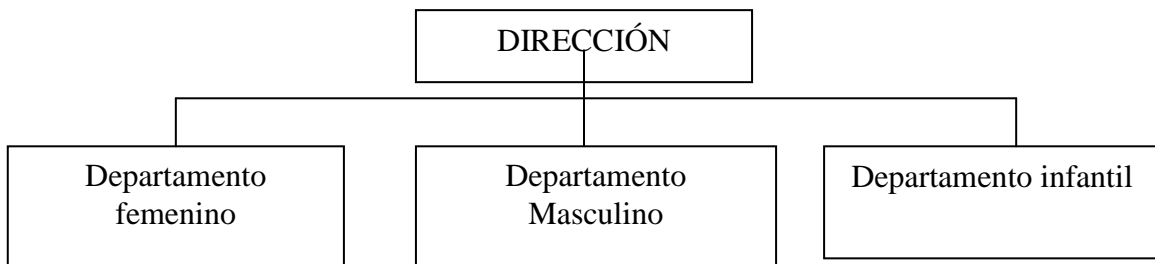 DIRECCIÓN
Departamento
femenino
Departamento
Masculino
Departamento infantil